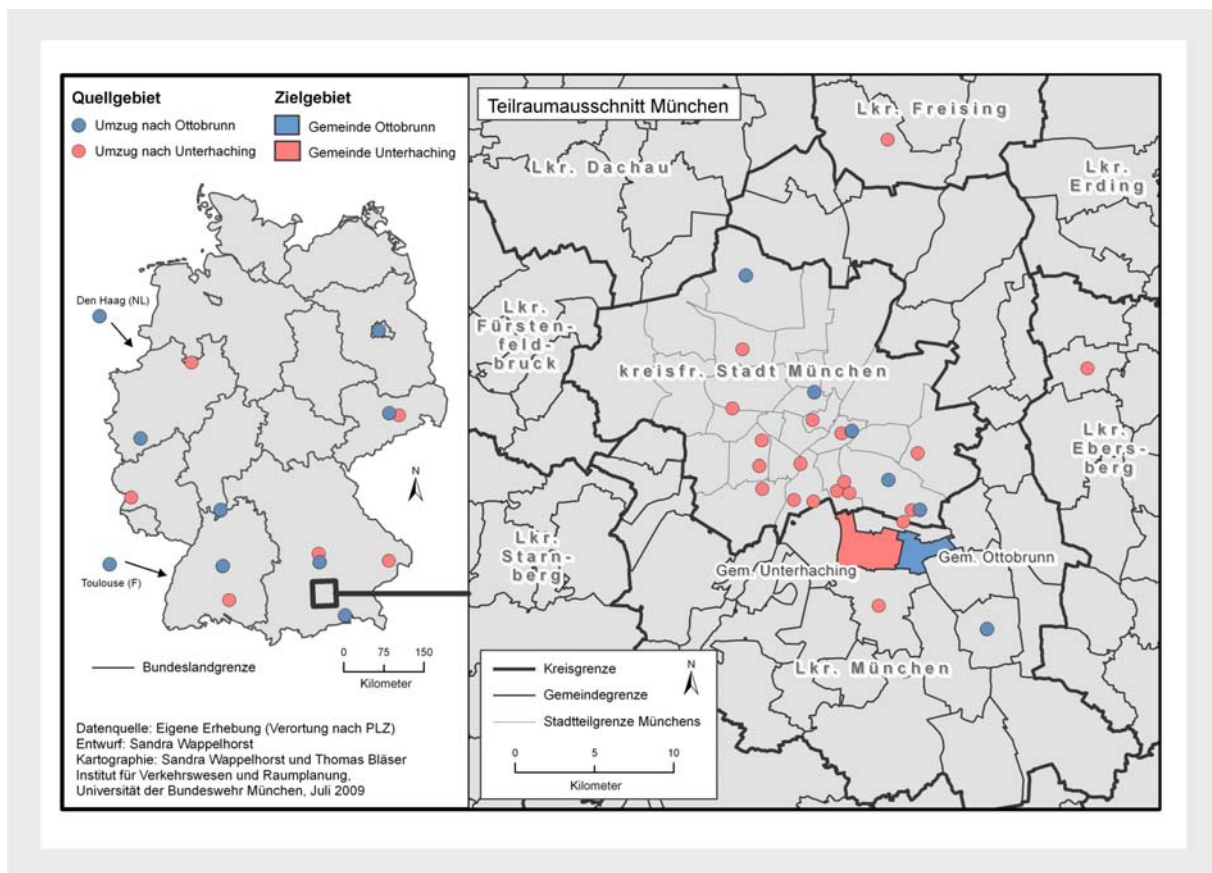 Quellgebiet
Zielgebiet
Umzug nach Ottobrunn
Gemeinde Ottobrunn
Umzug nach Unterhaching
Gemeinde Unterhaching
Den Haag (NL)
Toulouse (F)
N
Bundeslandgrenze
0 75 150
Kilometer
Datenquelle: Eigene Erhebung (Verortung nach PLZ)
Entwurf: Sandra Wappelhorst
Kartographie: Sandra Wappelhorst und Thomas Bläser
Institut für Verkehrswesen und Raumplanung,
Universität der Bundeswehr München, Juli 2009
Teilraumausschnitt München
Lkr. Freising
Lkr. Dachau
Lkr.
Erding
Lkr.
Fürsten-
feld-
bruck
kreisfr. Stadt München
Lkr.
Ebers-
berg
Lkr.
Starn-
berg
Gem. Unterhaching
Gem. Ottobrunn
Lkr. München
Kreisgrenze
N
Gemeindegrenze
Stadtteilgrenze Münchens
0 5 10
Kilometer